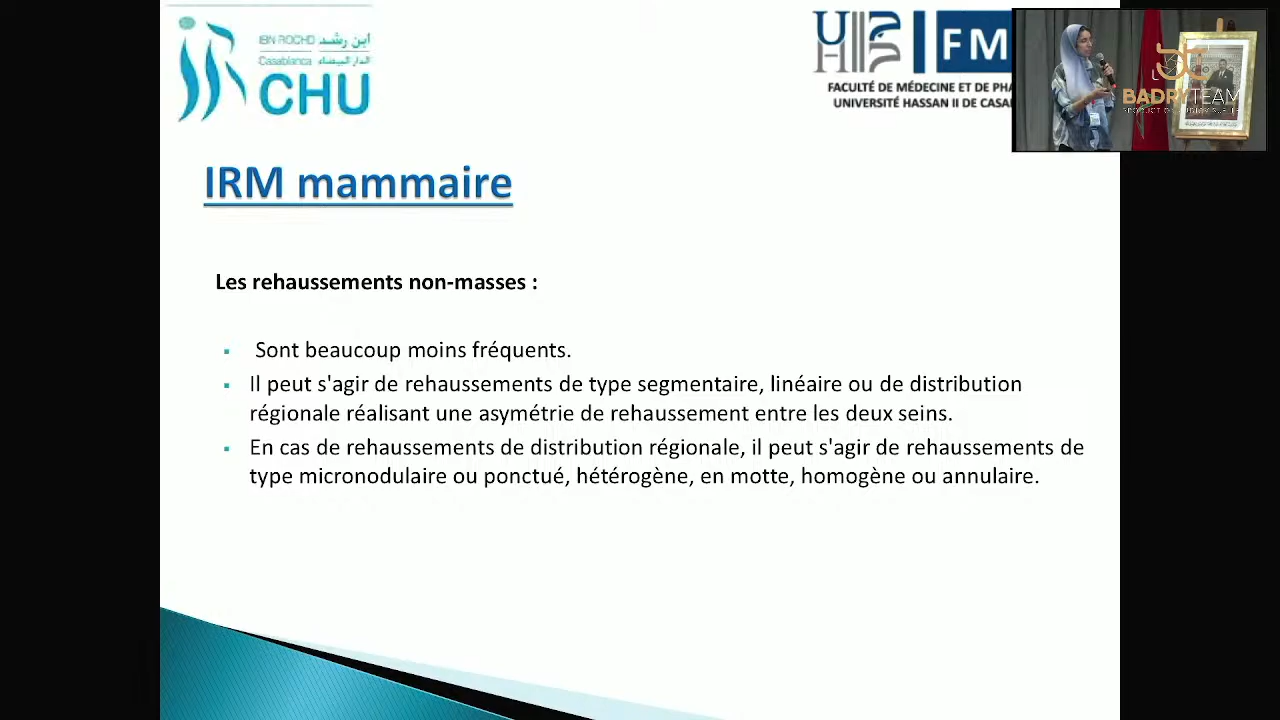 IBN ROCHD ابن رشد
Casablanca الدار البيضاء
CHU
UH
FM
FACULTÉ DE MÉDECINE ET DE PHA
UNIVERSITÉ HASSAN II DE CASA
BADRYTEAM
IRM mammaire
Les rehaussements non-masses :
▪ Sont beaucoup moins fréquents.
▪ Il peut s'agir de rehaussements de type segmentaire, linéaire ou de distribution
régionale réalisant une asymétrie de rehaussement entre les deux seins.
▪ En cas de rehaussements de distribution régionale, il peut s'agir de rehaussements de
type micronodulaire ou ponctué, hétérogène, en motte, homogène ou annulaire.